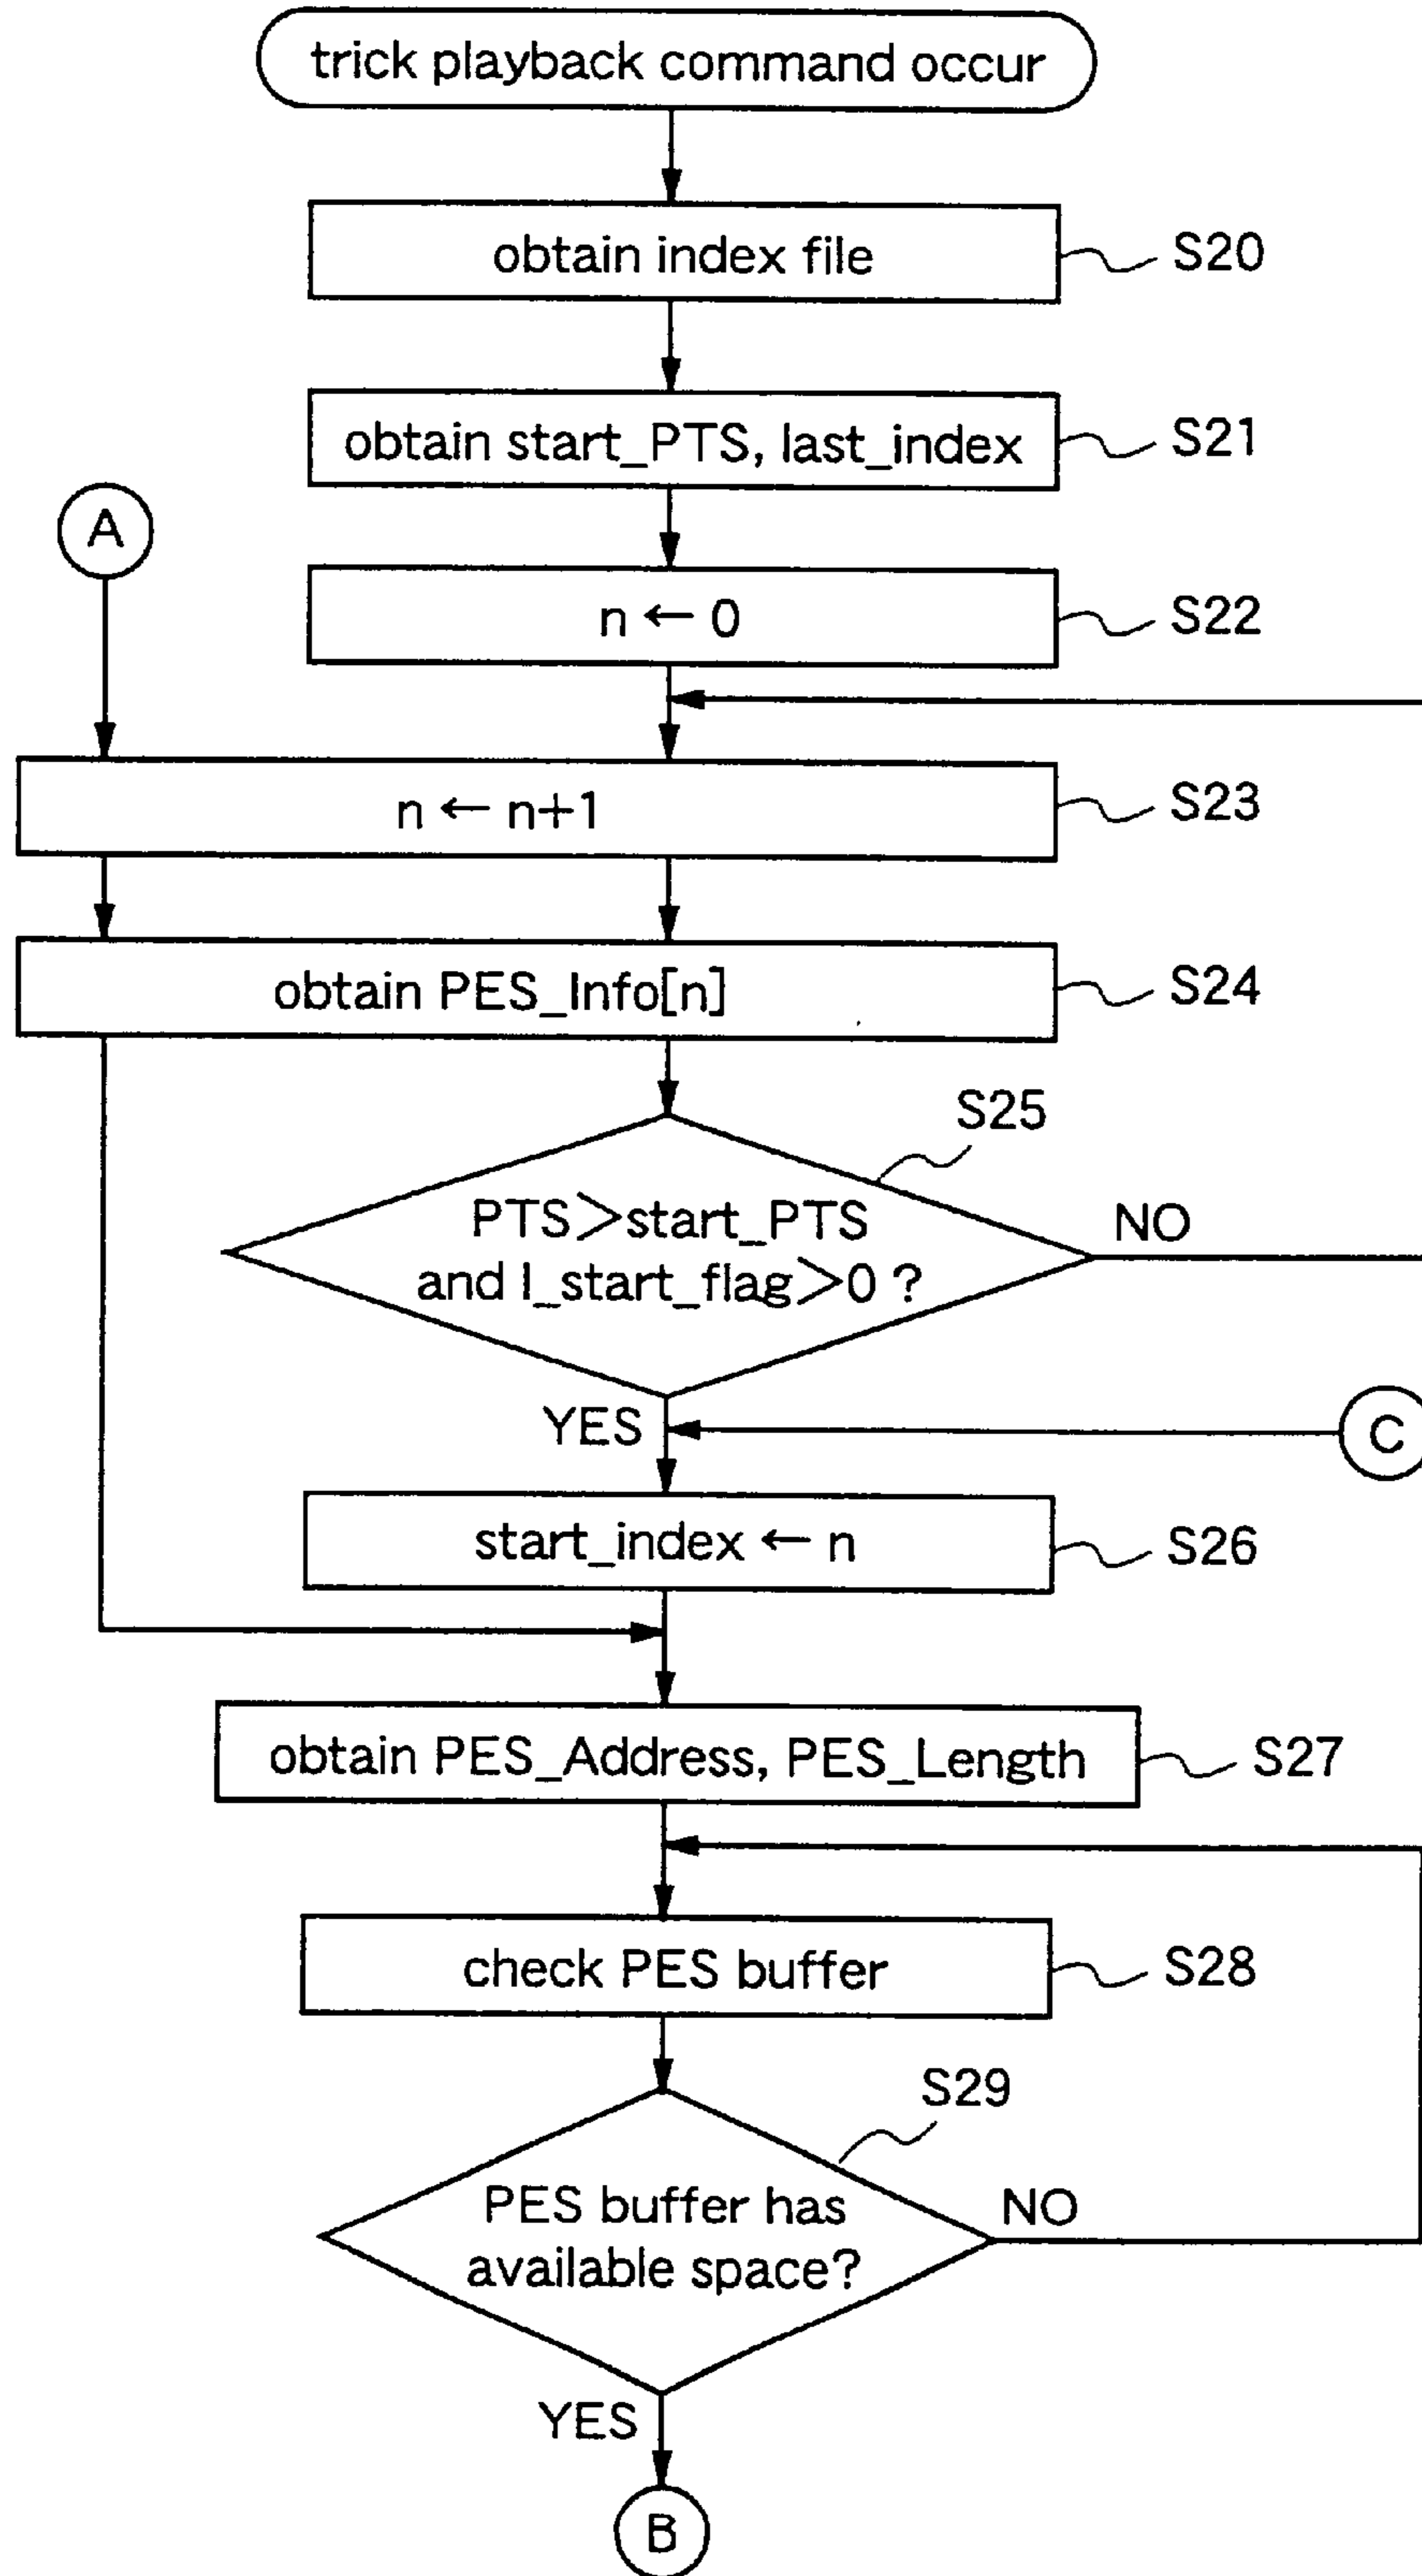 trick playback command occur
obtain index file
S20
obtain start_PTS, last_index
S21
A
n ← 0
S22
n ← n+1
S23
obtain PES_Info[n]
S24
S25
PTS>start_PTS
and I_start_flag>0 ?
NO
YES
C
start_index ← n
S26
obtain PES_Address, PES_Length
S27
check PES buffer
S28
S29
PES buffer has
available space?
NO
YES
B